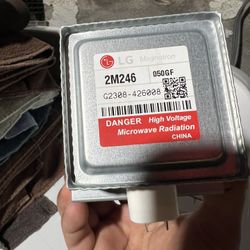 LG Magnetron
2M246 050GF
C2308-426008
DANGER High Voltage
Microwave Radiation
CHINA